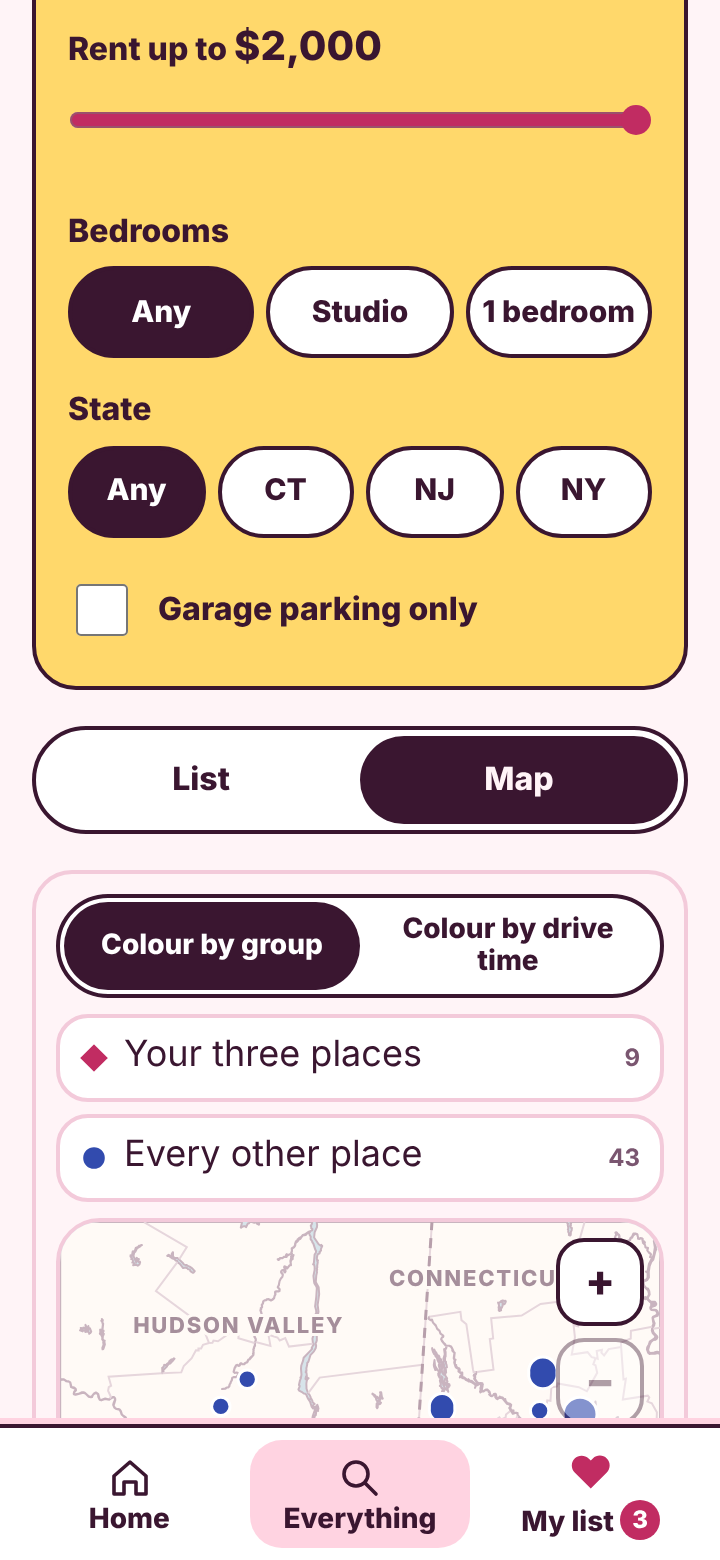 Rent up to $2,000
Bedrooms
Any
Studio
1 bedroom
State
Any
CT
NJ
NY
Garage parking only
List
Map
Colour by group
Colour by drive
time
Your three places
9
Every other place
43
CONNECTICU
+
HUDSON VALLEY
−
Home
Everything
My list 3